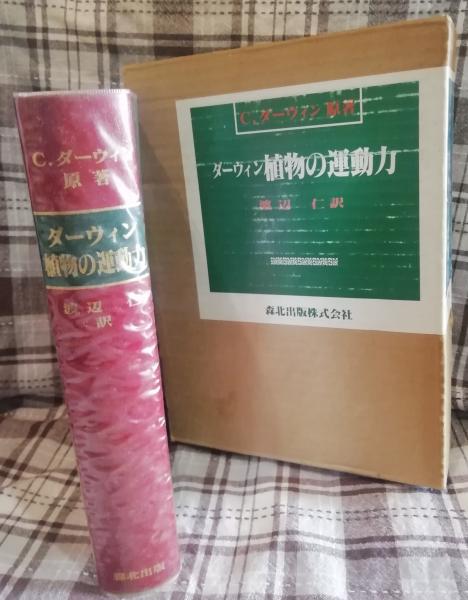 C.ダーウィン
原著
ダーウィン
植物の運動力
渡辺 仁
訳
森北出版
C.ダーウィン 原著
ダーウィン植物の運動力
渡辺 仁 訳
森北出版株式会社